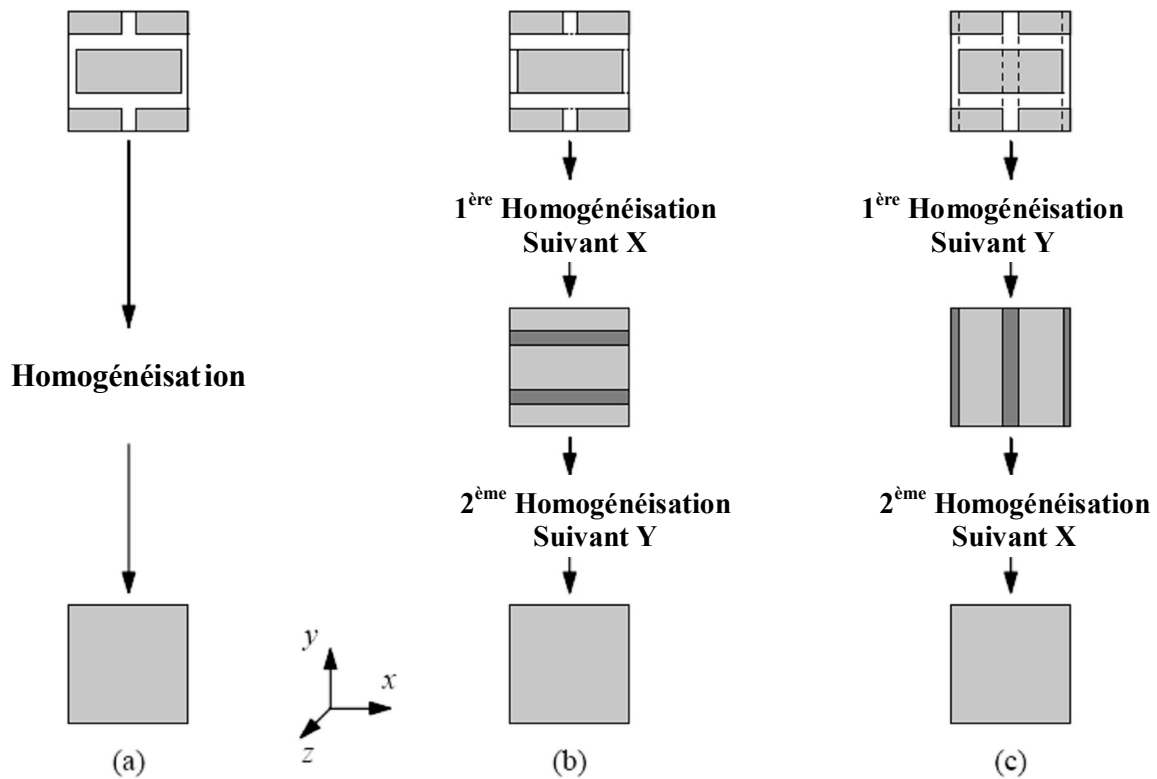 Homogénéisation
(a)
y
x
z
1ère Homogénéisation
Suivant X
2ème Homogénéisation
Suivant Y
(b)
1ère Homogénéisation
Suivant Y
2ème Homogénéisation
Suivant X
(c)